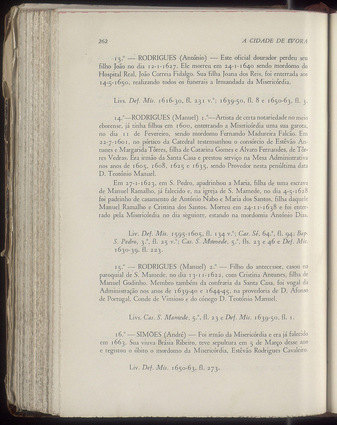 262 A CIDADE DE ÉVORA
13.º — RODRIGUES (António) — Este oficial dourador perdeu seu
filho João no dia 12-1-1627. Ele morreu em 24-1-1640 sendo mordomo do
Hospital Real, João Correia Fidalgo. Sua filha Joana dos Reis, foi enterrada aos
14-5-1650, realizando todos os funerais a Irmandade da Misericórdia.
Livs. Def. Mis. 1616-30, fl. 231 v.º; 1639-50, fl. 8 e 1650-63, fl. 3.
14.º—RODRIGUES (Manuel) 1.º—Artista de certa notoriedade no meio
eborense, já tinha filhos em 1600, enterrando a Misericórdia uma sua garota,
no dia 11 de Fevereiro, sendo mordomo Fernando Madureira Falcão. Em
22-7-1601, no pórtico da Catedral testemunhou o consórcio de Estêvão An-
tunes e Margarida Tôrres, filha de Catarina Gomes e Álvaro Fernandes, de Tôr-
res Vedras. Era irmão da Santa Casa e prestou serviço na Mesa Administrativa
nos anos de 1605, 1608, 1625 e 1635, sendo Provedor nesta penúltima data
D. Teotónio Manuel.
Em 27-1-1613, em S. Pedro, apadrinhou a Maria, filha de uma escrava
de Manuel Ramalho, já falecido e, na igreja de S. Mamede, no dia 4-5-1618
foi padrinho de casamento de António Nabo e Maria dos Santos, filha daquele
Manuel Ramalho e Cristina dos Santos. Morreu em 24-11-1638 e foi enter-
rado pela Misericórdia no dia seguinte, estando na mordomia António Dias.
Liv. Def. Mis. 1595-1605, fl. 134 v.º; Cas. Sé, 64.º, fl. 94; Bap.
S. Pedro, 3.º, fl. 25 v.º; Cas. S. Mamede, 5.º, fls. 23 e 46 e Def. Mis.
1630-39, fl. 223.
15.º — RODRIGUES (Manuel) 2.º — Filho do antecessor, casou na
paroquial de S. Mamede, no dia 13-11-1622, com Cristina Antunes, filha de
Manuel Godinho. Membro também da confraria da Santa Casa, foi vogal da
Administração nos anos de 1639-40 e 1644-45, na provedoria de D. Afonso
de Portugal, Conde de Vimioso e do cónego D. Teotónio Manuel.
Livs. Cas. S. Mamede, 5.º, fl. 23 e Def. Mis. 1639-50, fl. 1.
16.º — SIMÕES (André) — Foi irmão da Misericórdia e era já falecido
em 1663. Sua viúva Brásia Ribeiro, teve sepultura em 5 de Março desse ano
e registou o óbito o mordomo da Misericórdia, Estêvão Rodrigues Cavaleiro.
Liv. Def. Mis. 1650-63, fl. 273.